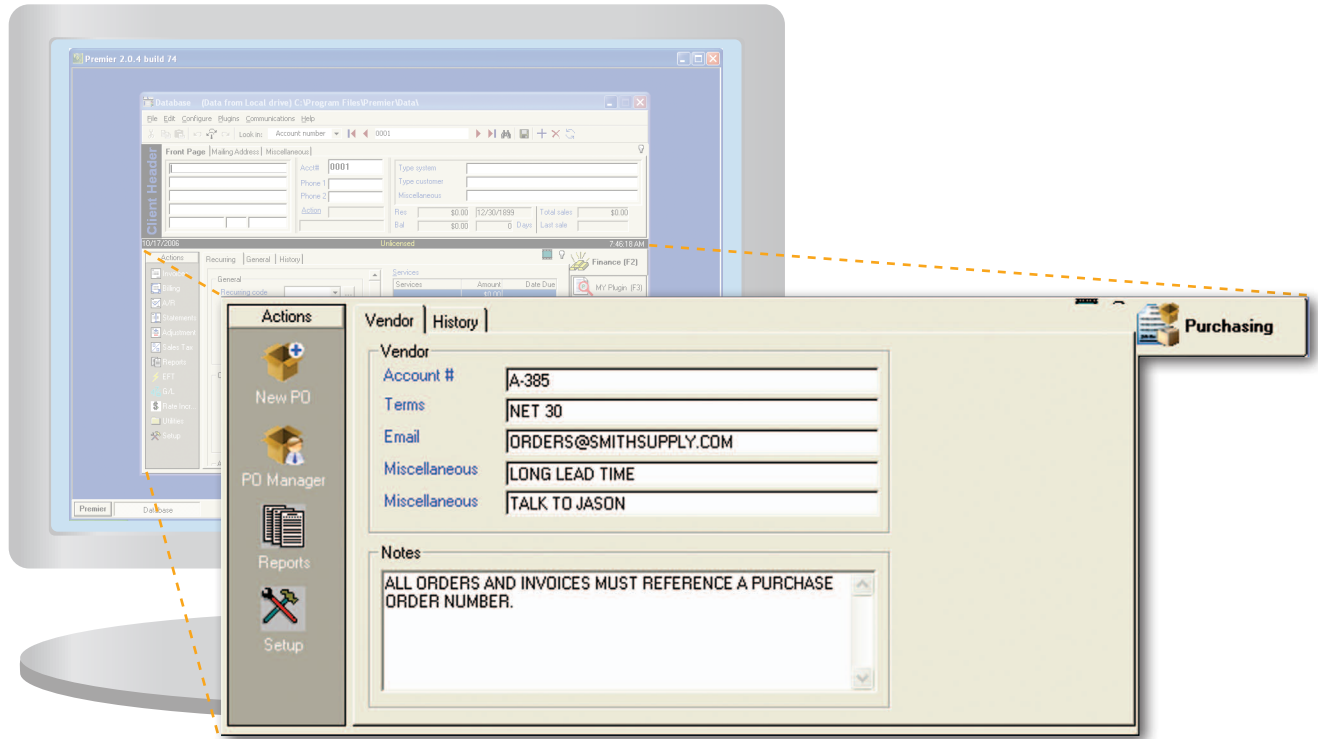 Premier 2.0.4 build 74
Database (Data from Local drive) C:\Program Files\Premier\Data\
File Edit Configure Plugins Communications Help
Look in: Account number 0001
Client Header
Front Page Mailing Address Miscellaneous
Acct# 0001
Phone 1
Phone 2
Action
Type system
Type customer
Miscellaneous
Rev $0.00 12/30/1899 Total sales $0.00
Bal $0.00 0 Days Last sale
10/17/2006 Unlicensed 7:46:18 AM
Actions
Billing
A/R
Statements
Adjustment
Sales Tax
Reports
EFT
G/L
Rate Incr...
Utilities
Setup
Recurring General History
General
Recurring code
Services
Services Amount Date Due
$0.00
Finance (F2)
MY Plugin (F3)
Premier Database
Actions
New PO
PO Manager
Reports
Setup
Vendor History
Purchasing
Vendor
Account # A-385
Terms NET 30
Email ORDERS@SMITHSUPPLY.COM
Miscellaneous LONG LEAD TIME
Miscellaneous TALK TO JASON
Notes
ALL ORDERS AND INVOICES MUST REFERENCE A PURCHASE
ORDER NUMBER.